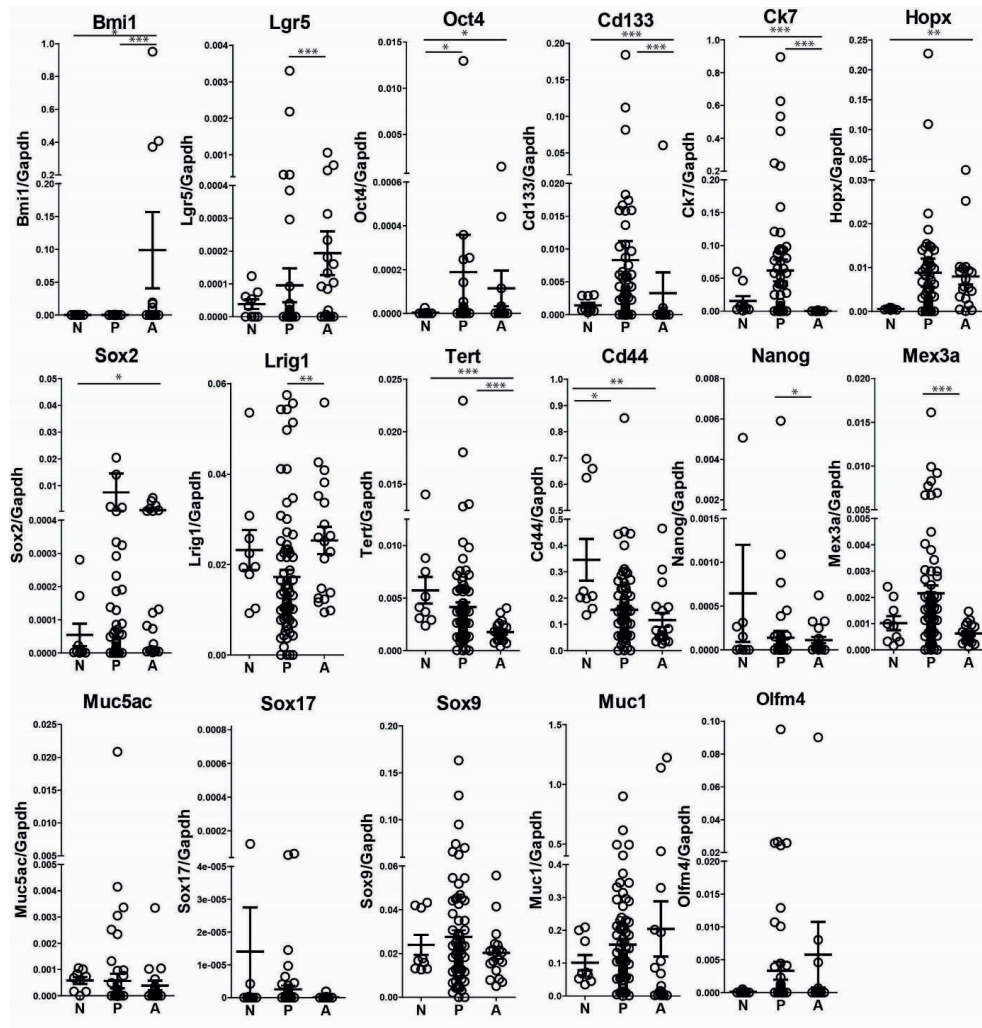 Bmi1
Lgr5
Oct4
Cd133
Ck7
Hopx
* *** *** * * *** *** *** *** **
Bmi1/Gapdh
1.0
0.8
0.6
0.4
0.20
0.15
0.10
0.05
0.00
N P A
Lgr5/Gapdh
0.004
0.003
0.002
0.001
0.0004
0.0003
0.0002
0.0001
0.0000
N P A
Oct4/Gapdh
0.015
0.010
0.005
0.0006
0.0004
0.0002
0.0000
N P A
Cd133/Gapdh
0.20
0.15
0.10
0.05
0.020
0.015
0.010
0.005
0.000
N P A
Ck7/Gapdh
1.0
0.8
0.6
0.4
0.20
0.15
0.10
0.05
0.00
N P A
Hopx/Gapdh
0.25
0.20
0.15
0.10
0.05
0.03
0.02
0.01
0.00
N P A
Sox2
Lrig1
Tert
Cd44
Nanog
Mex3a
* ** *** *** ** * * ***
Sox2/Gapdh
0.05
0.04
0.03
0.02
0.01
0.0004
0.0003
0.0002
0.0001
0.0000
N P A
Lrig1/Gapdh
0.06
0.04
0.02
0.00
N P A
Tert/Gapdh
0.025
0.020
0.015
0.010
0.005
0.000
N P A
Cd44/Gapdh
1.0
0.9
0.8
0.7
0.6
0.5
0.4
0.3
0.2
0.1
0.0
N P A
Nanog/Gapdh
0.008
0.006
0.004
0.002
0.0015
0.0010
0.0005
0.0000
N P A
Mex3a/Gapdh
0.020
0.015
0.010
0.005
0.004
0.003
0.002
0.001
0.000
N P A
Muc5ac
Sox17
Sox9
Muc1
Olfm4
Muc5ac/Gapdh
0.025
0.020
0.015
0.010
0.005
0.005
0.004
0.003
0.002
0.001
0.000
N P A
Sox17/Gapdh
0.0008
0.0006
0.0004
0.0002
4e-005
3e-005
2e-005
1e-005
0.000
N P A
Sox9/Gapdh
0.20
0.15
0.10
0.06
0.04
0.02
0.00
N P A
Muc1/Gapdh
1.5
1.0
0.5
0.4
0.3
0.2
0.1
0.0
N P A
Olfm4/Gapdh
0.10
0.08
0.06
0.04
0.02
0.020
0.015
0.010
0.005
0.000
N P A